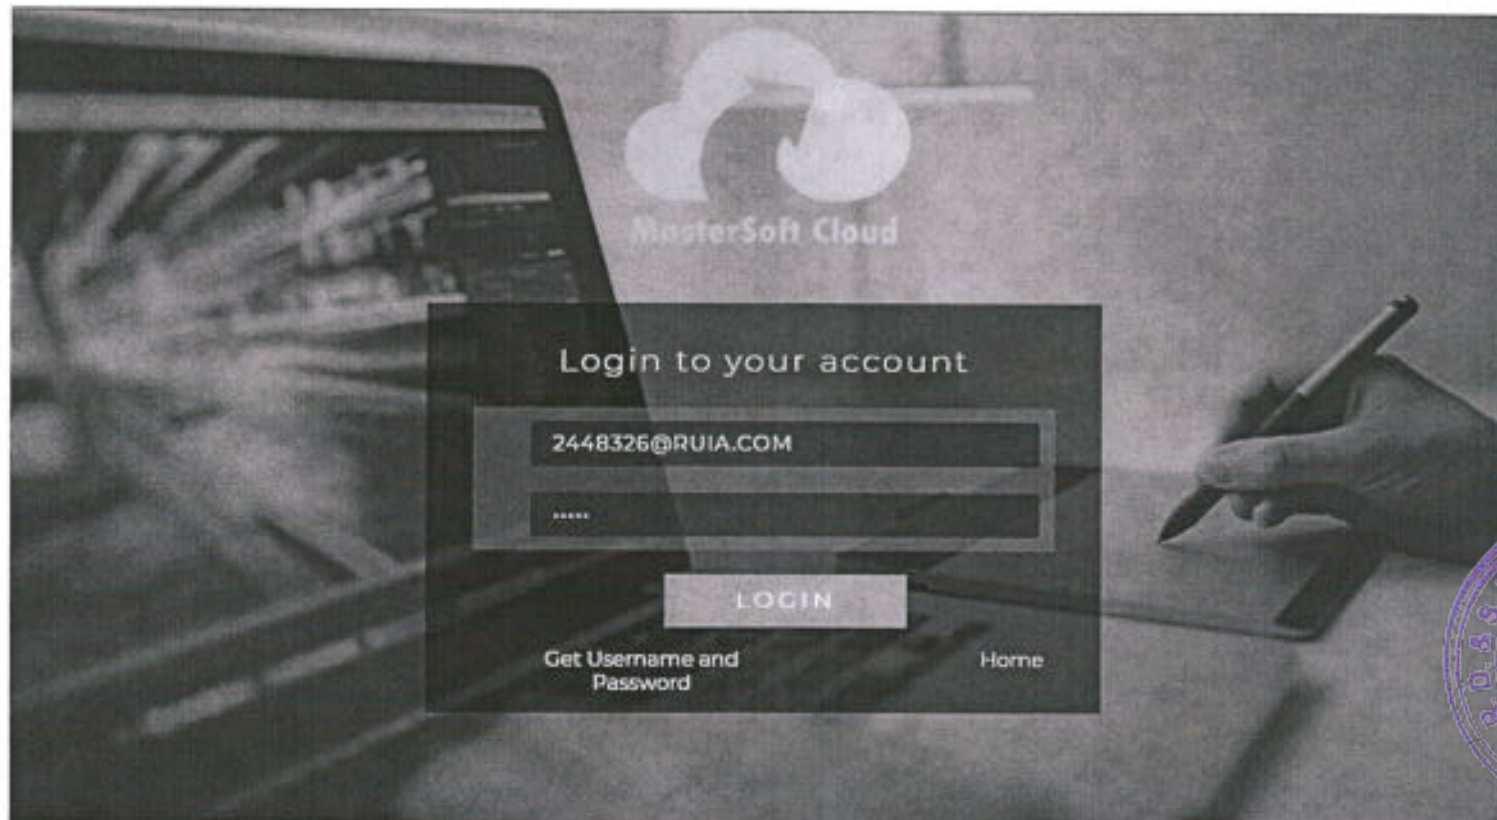 MasterSoft Cloud
Login to your account
2448326@RUIA.COM
•••••
LOGIN
Get Username and
Password
Home